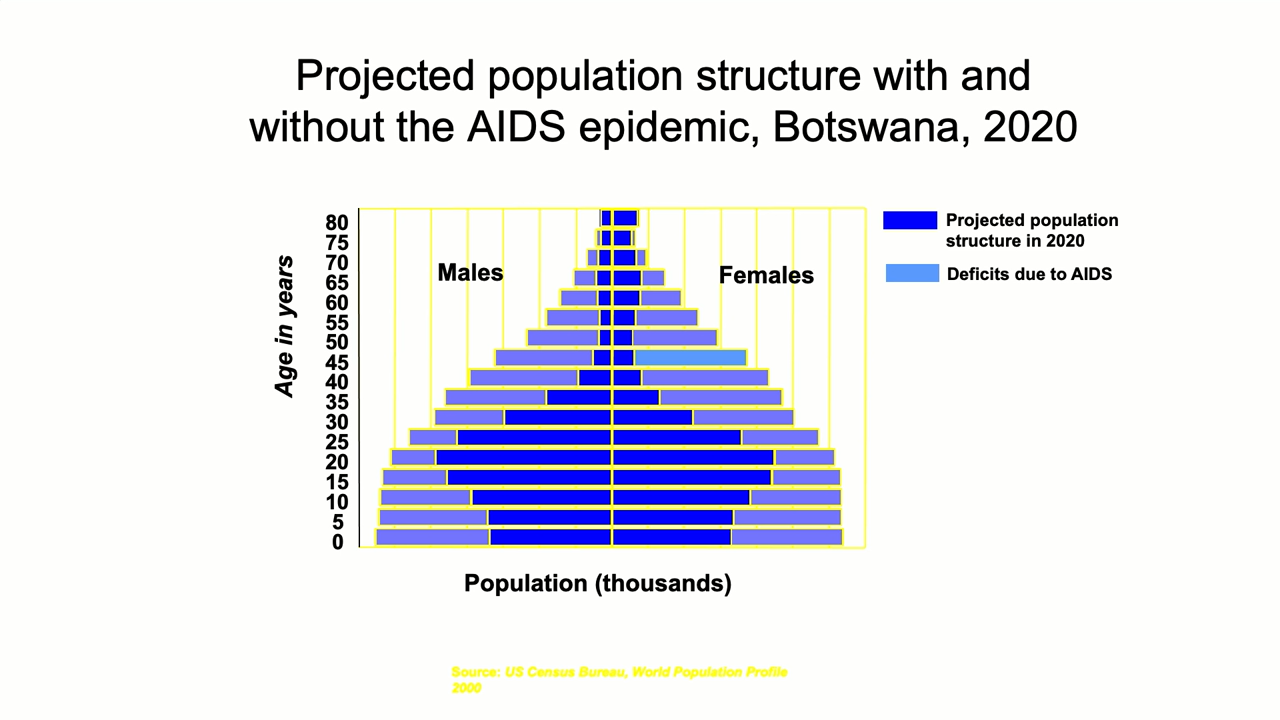 Projected population structure with and
without the AIDS epidemic, Botswana, 2020
80
75
70
65
60
55
50
45
40
35
30
25
20
15
10
5
0
Age in years
Males
Females
Projected population
structure in 2020
Deficits due to AIDS
Population (thousands)
Source: US Census Bureau, World Population Profile
2000